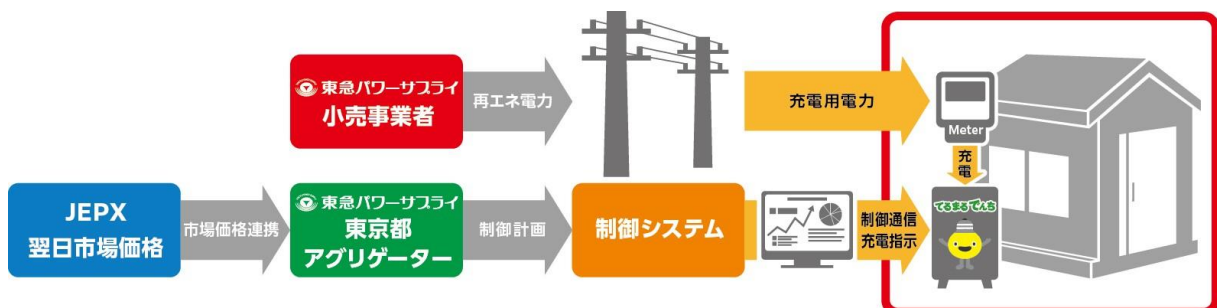 東急パワーサプライ
小売事業者
再エネ電力
充電用電力
Meter
充電
JEPX
翌日市場価格
市場価格連携
東急パワーサプライ
東京都
アグリゲーター
制御計画
制御システム
制御通信
充電指示
てるまるでんち